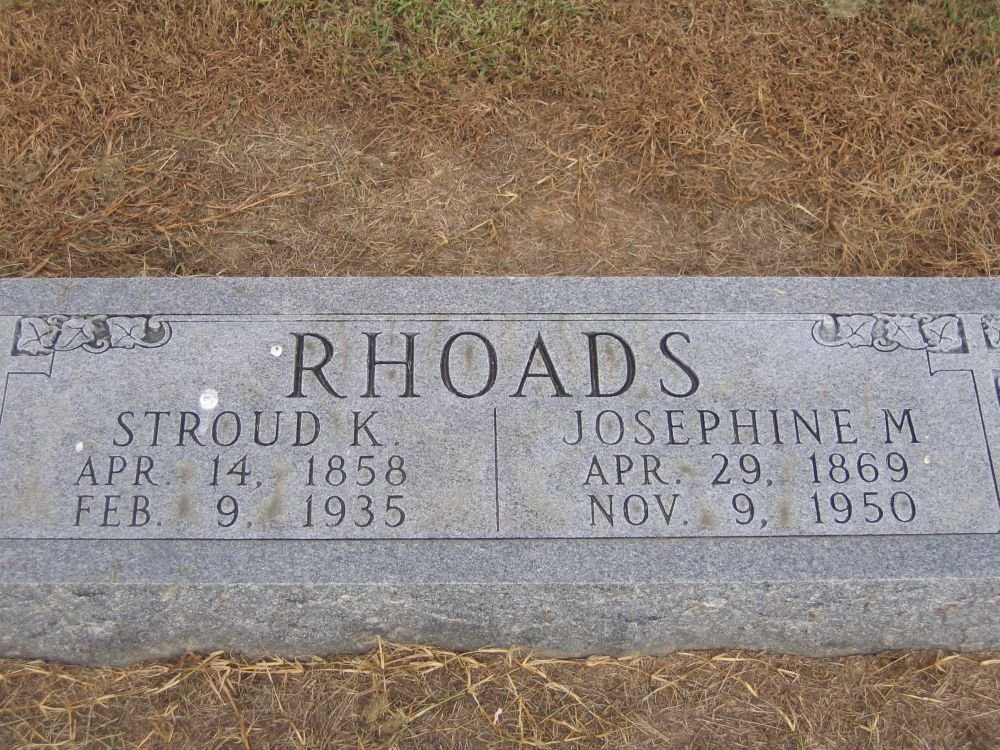 RHOADS
STROUD K.
APR. 14, 1858
FEB. 9, 1935
JOSEPHINE M
APR. 29, 1869
NOV. 9, 1950